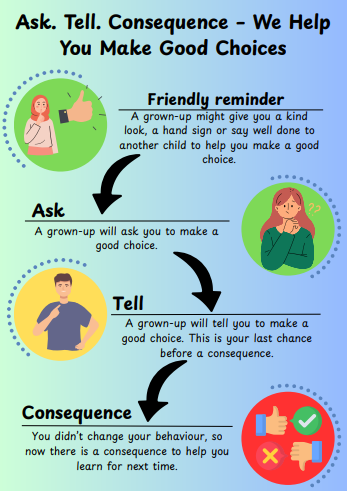 Ask. Tell. Consequence - We Help
You Make Good Choices
Friendly reminder
A grown-up might give you a kind
look, a hand sign or say well done to
another child to help you make a good
choice.
Ask
A grown-up will ask you to make a
good choice.
??
Tell
A grown-up will tell you to make a
good choice. This is your last chance
before a consequence.
Consequence
You didn't change your behaviour, so
now there is a consequence to help you
learn for next time.